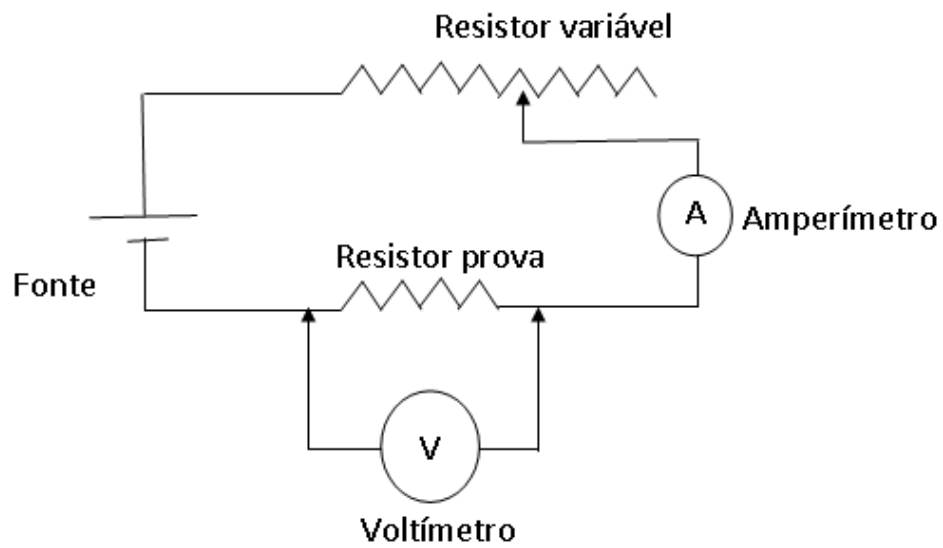 Resistor variável
A
Amperímetro
Resistor prova
Fonte
V
Voltímetro